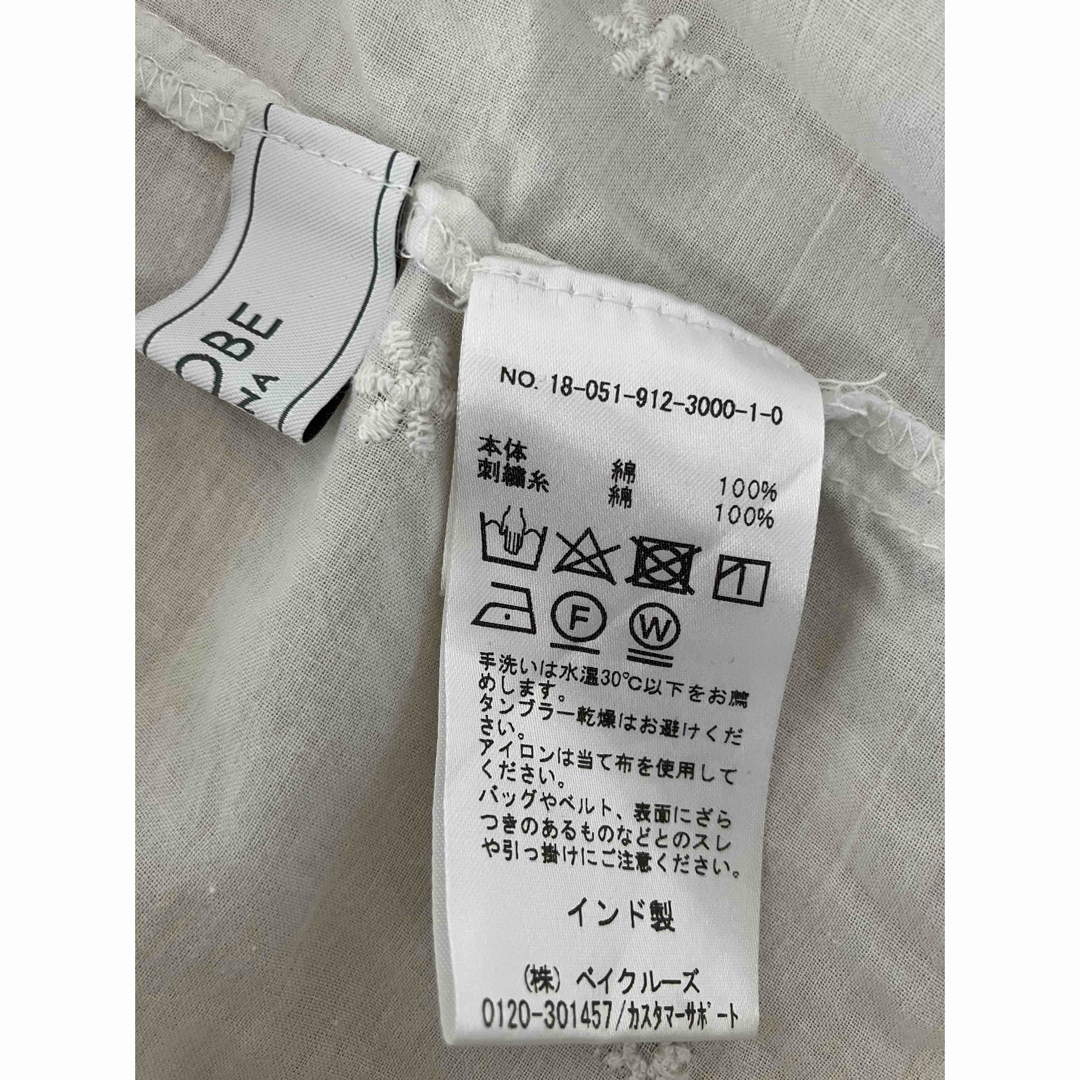 OBE
NA
NO. 18-051-912-3000-1-0
本体 綿 100%
刺繍糸 綿 100%
F W
手洗いは水温30℃以下をお薦
めします。
タンブラー乾燥はお避けくだ
さい。
アイロンは当て布を使用して
ください。
バッグやベルト、表面にざら
つきのあるものなどとのスレ
や引っ掛けにご注意ください。
インド製
(株) ベイクルーズ
0120-301457/カスタマーサポート